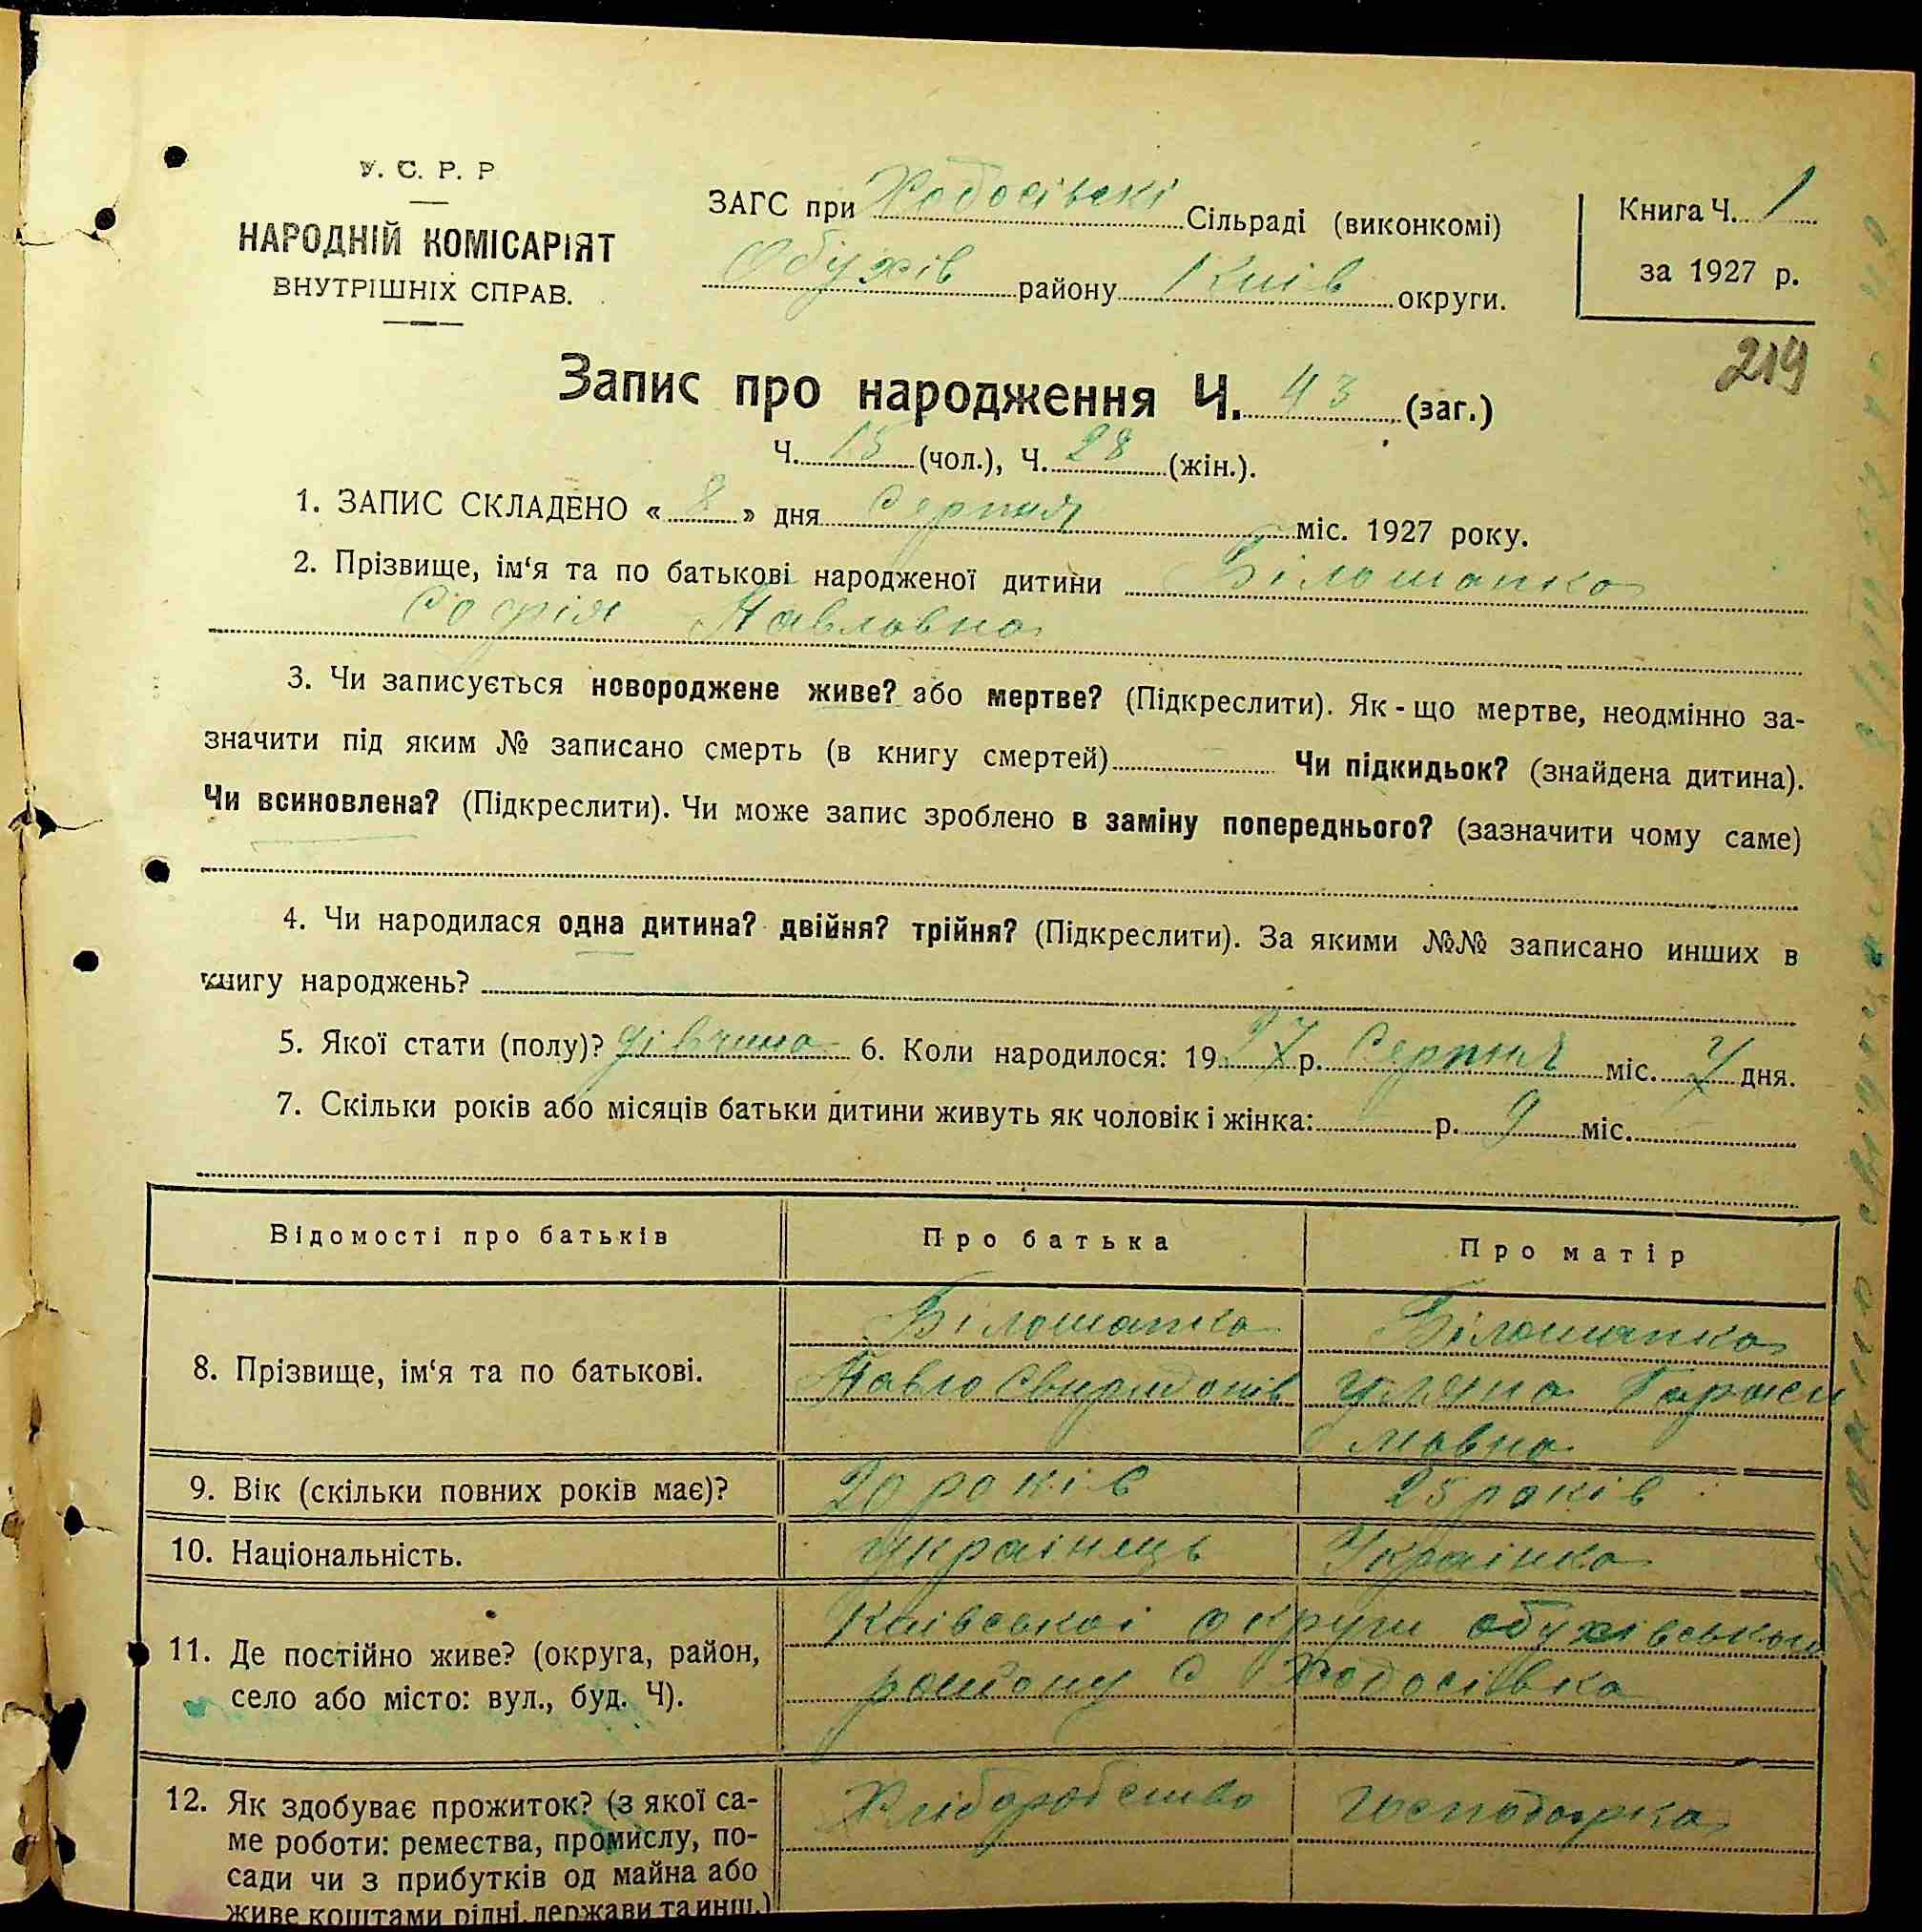 У. С. Р. Р
НАРОДНІЙ КОМІСАРІЯТ
ВНУТРІШНІХ СПРАВ.
ЗАГС при Ходосівскі Сільраді (виконкомі)
Обухів району Київ округи.
Книга Ч. 1
за 1927 р.
219
Запис про народження Ч. 43 (заг.)
Ч. 15 (чол.), Ч. 28 (жін.).
1. ЗАПИС СКЛАДЕНО « 8 » дня Серпня міс. 1927 року.
2. Прізвище, ім‘я та по батькові народженої дитини Білошапка
Софія Павловна
3. Чи записується новороджене живе? або мертве? (Підкреслити). Як - що мертве, неодмінно за-
значити під яким № записано смерть (в книгу смертей) Чи підкидьок? (знайдена дитина).
Чи всиновлена? (Підкреслити). Чи може запис зроблено в заміну попереднього? (зазначити чому саме)
4. Чи народилася одна дитина? двійня? трійня? (Підкреслити). За якими №№ записано инших в
книгу народжень?
5. Якої стати (полу)? дівчина 6. Коли народилося: 19 27 р. Серпня міс. 7 дня.
7. Скільки років або місяців батьки дитини живуть як чоловік і жінка: р. 9 міс.
Відомості про батьків Про батька Про матір
8. Прізвище, ім‘я та по батькові.
Білошапка Білошапка
Павло Свиридонів Уляна Гараси
мовна
9. Вік (скільки повних років має)? 20 років 25 років
10. Національність. українець Українка
11. Де постійно живе? (округа, район,
село або місто: вул., буд. Ч).
Київськоі округи обухівського
району с Ходосівка
12. Як здобуває прожиток? (з якої са-
ме роботи: ремества, промислу, по-
сади чи з прибутків од майна або
живе коштами рідні, держави та инш.)
Хліборобство Господарка